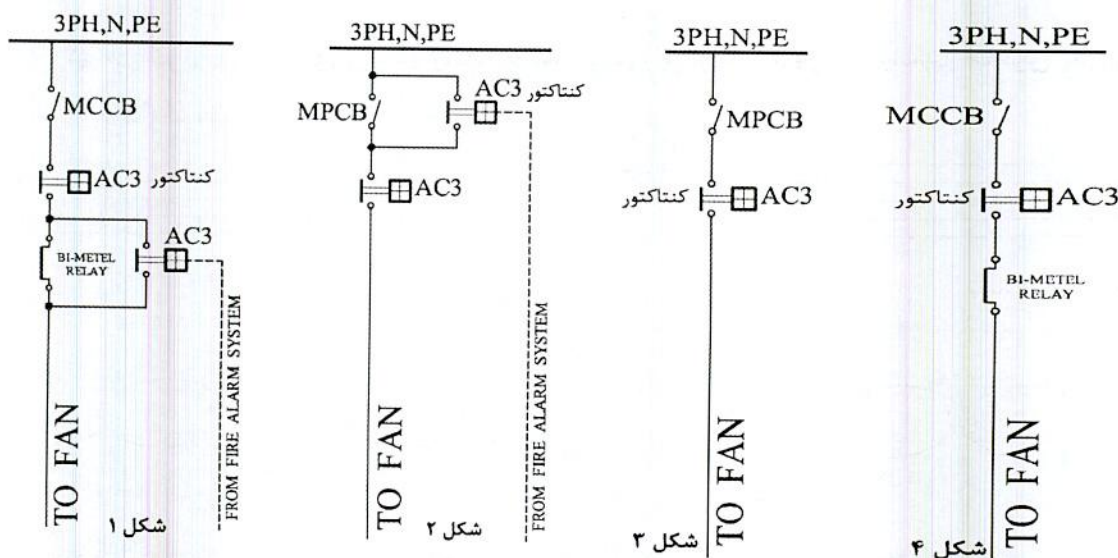 3PH,N,PE
MCCB
AC3 کنتاکتور
AC3
BI-METEL
RELAY
FROM FIRE ALARM SYSTEM
TO FAN
شکل ۱
3PH,N,PE
AC3 کنتاکتور
MPCB
AC3
FROM FIRE ALARM SYSTEM
TO FAN
شکل ۲
3PH,N,PE
MPCB
کنتاکتور AC3
TO FAN
شکل ۳
3PH,N,PE
MCCB
کنتاکتور AC3
BI-METEL
RELAY
TO FAN
شکل ۴